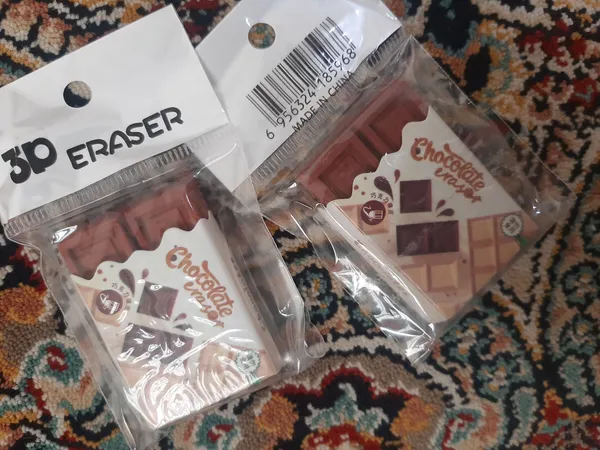 3D ERASER
Chocolate
eraser
6 956324 185968
MADE IN CHINA
Chocolate
eraser